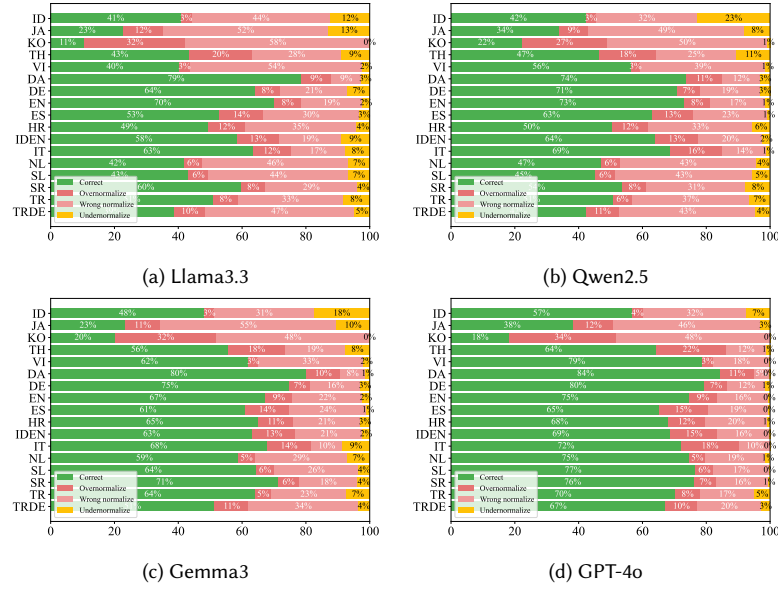 ID 41% 3% 44% 12%
JA 23% 12% 52% 13%
KO 11% 32% 58% 0%
TH 43% 20% 28% 9%
VI 40% 3% 54% 2%
DA 79% 9% 9% 3%
DE 64% 8% 21% 7%
EN 70% 8% 19% 2%
ES 53% 14% 30% 3%
HR 49% 12% 35% 4%
IDEN 58% 13% 19% 9%
IT 63% 12% 17% 8%
NL 42% 6% 46% 7%
SL 43% 6% 44% 7%
SR 60% 8% 29% 4%
TR 8% 33% 8%
TRDE 10% 47% 5%
Correct
Overnormalize
Wrong normalize
Undernormalize
0 20 40 60 80 100
(a) Llama3.3
ID 42% 3% 32% 23%
JA 34% 9% 49% 8%
KO 22% 27% 50% 1%
TH 47% 18% 25% 11%
VI 56% 3% 39% 1%
DA 74% 11% 12% 3%
DE 71% 7% 19% 3%
EN 73% 8% 17% 1%
ES 63% 13% 23% 1%
HR 50% 12% 33% 6%
IDEN 64% 13% 20% 2%
IT 69% 16% 14% 1%
NL 47% 6% 43% 4%
SL 45% 6% 43% 5%
SR 8% 31% 8%
TR 6% 37% 7%
TRDE 11% 43% 4%
Correct
Overnormalize
Wrong normalize
Undernormalize
0 20 40 60 80 100
(b) Qwen2.5
ID 48% 3% 31% 18%
JA 23% 11% 55% 10%
KO 20% 32% 48% 0%
TH 56% 18% 19% 8%
VI 62% 3% 33% 2%
DA 80% 10% 8% 1%
DE 75% 7% 16% 3%
EN 67% 9% 22% 2%
ES 61% 14% 24% 1%
HR 65% 11% 21% 3%
IDEN 63% 13% 21% 2%
IT 68% 14% 10% 9%
NL 59% 5% 29% 7%
SL 64% 6% 26% 4%
SR 71% 6% 18% 4%
TR 64% 5% 23% 7%
TRDE 11% 34% 4%
Correct
Overnormalize
Wrong normalize
Undernormalize
0 20 40 60 80 100
(c) Gemma3
ID 57% 4% 32% 7%
JA 38% 12% 46% 3%
KO 18% 34% 48% 0%
TH 64% 22% 12% 1%
VI 79% 3% 18% 0%
DA 84% 11% 5% 0%
DE 80% 7% 12% 1%
EN 75% 9% 16% 0%
ES 65% 15% 19% 0%
HR 68% 12% 20% 1%
IDEN 69% 15% 16% 0%
IT 72% 18% 10% 0%
NL 75% 5% 19% 1%
SL 77% 6% 17% 0%
SR 76% 7% 16% 1%
TR 70% 8% 17% 5%
TRDE 67% 10% 20% 3%
Correct
Overnormalize
Wrong normalize
Undernormalize
0 20 40 60 80 100
(d) GPT-4o